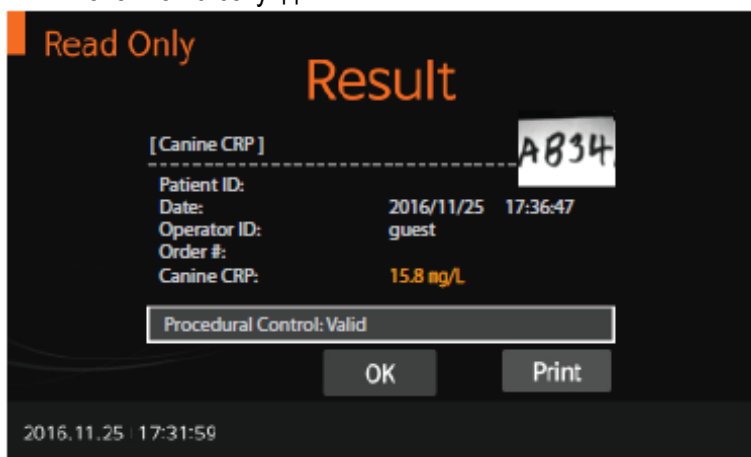 Read Only
Result
[Canine CRP]
A834
Patient ID:
Date: 2016/11/25 17:36:47
Operator ID: guest
Order #:
Canine CRP: 15.8 mg/L
Procedural Control: Valid
OK Print
2016.11.25 17:31:59